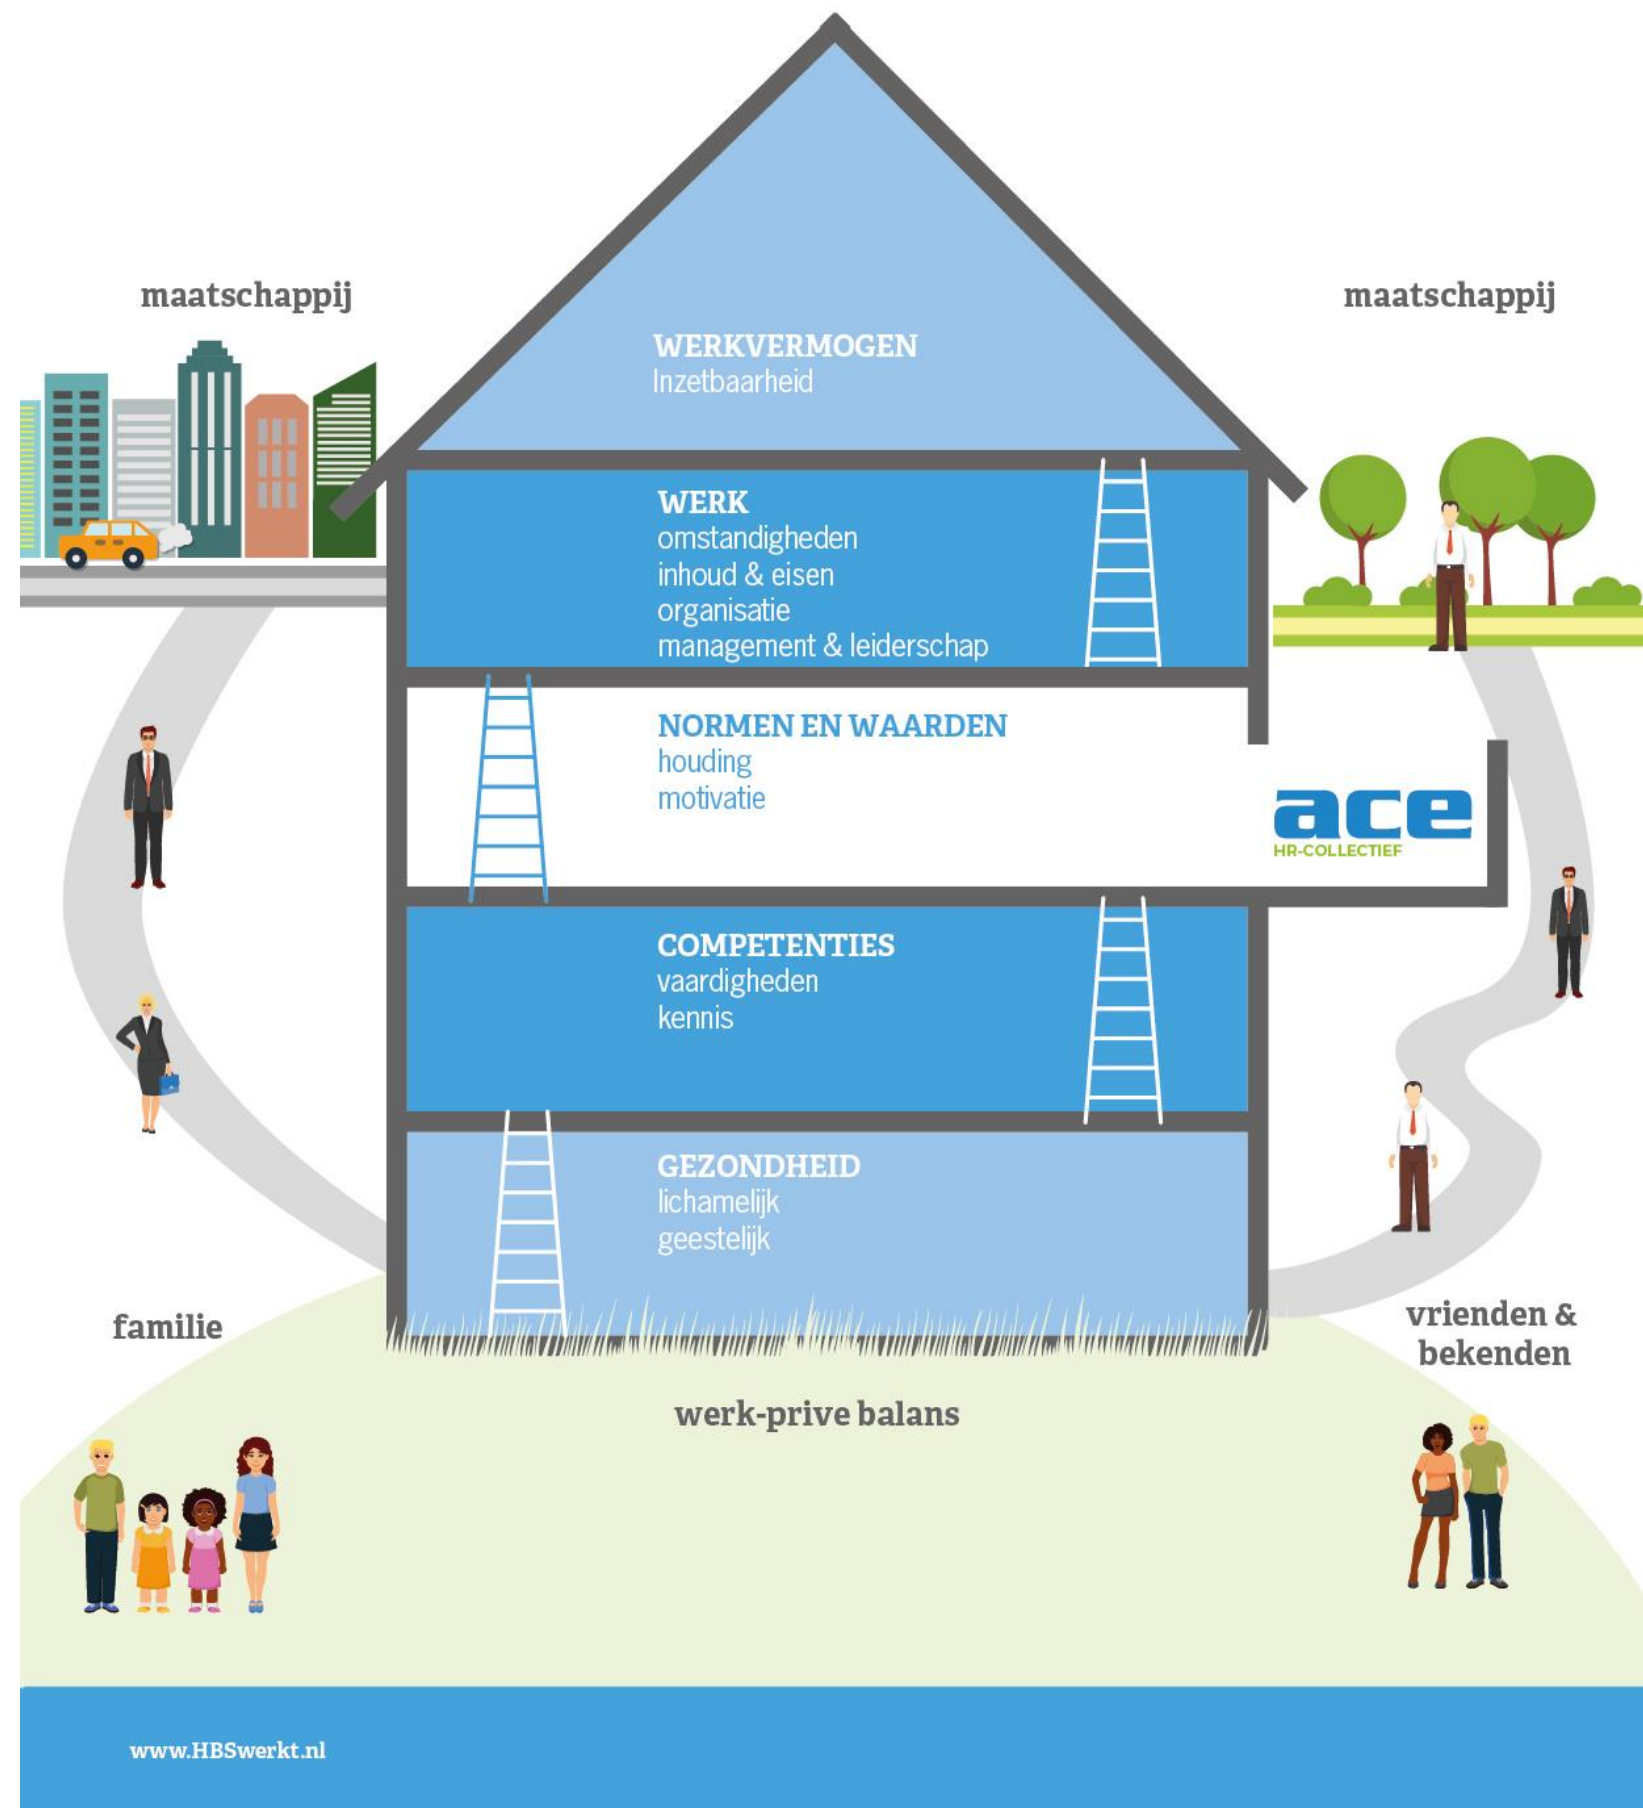 maatschappij
maatschappij
WERKVERMOGEN
Inzetbaarheid
WERK
omstandigheden
inhoud & eisen
organisatie
management & leiderschap
NORMEN EN WAARDEN
houding
motivatie
ace
HR-COLLECTIEF
COMPETENTIES
vaardigheden
kennis
GEZONDHEID
lichamelijk
geestelijk
familie
vrienden &
bekenden
werk-prive balans
www.HBSwerkt.nl